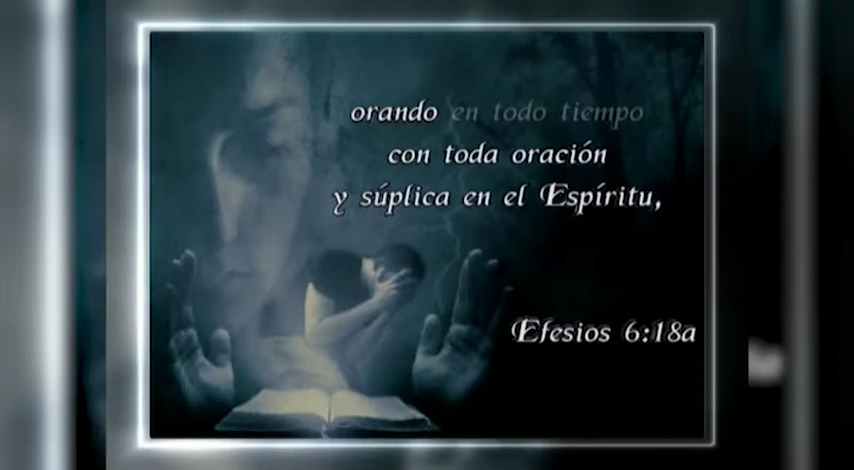 orando en todo tiempo
con toda oración
y súplica en el Espíritu,
Efesios 6:18a